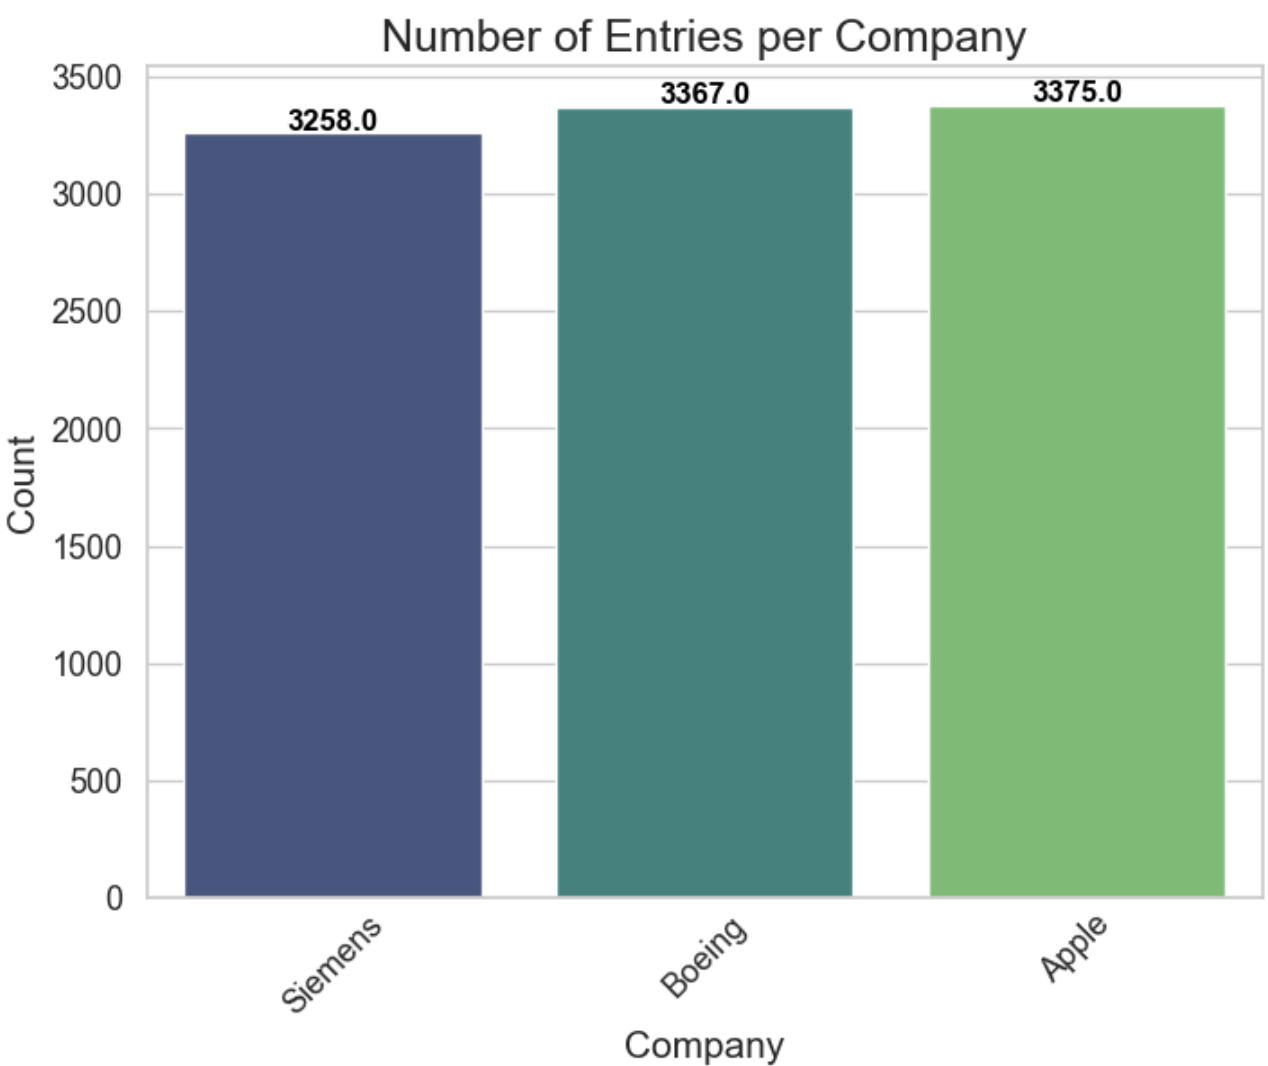 Number of Entries per Company
3500
3000
2500
2000
1500
1000
500
0
Count
3258.0
3367.0
3375.0
Siemens
Boeing
Apple
Company